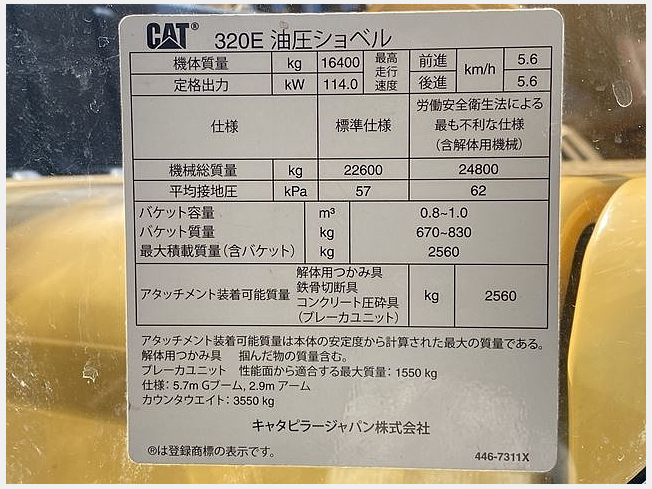 CAT® 320E 油圧ショベル
機体質量 kg 16400 最高走行速度 前進 km/h 5.6
定格出力 kW 114.0 後進 5.6
仕様 標準仕様 労働安全衛生法による
最も不利な仕様
(含解体用機械)
機械総質量 kg 22600 24800
平均接地圧 kPa 57 62
バケット容量 m³ 0.8~1.0
バケット質量 kg 670~830
最大積載質量(含バケット) kg 2560
アタッチメント装着可能質量 解体用つかみ具 kg 2560
鉄骨切断具
コンクリート圧砕具
(ブレーカユニット)
アタッチメント装着可能質量は本体の安定度から計算された最大の質量である。
解体用つかみ具 掴んだ物の質量含む。
ブレーカユニット 性能面から適合する最大質量: 1550 kg
仕様: 5.7m Gブーム, 2.9m アーム
カウンタウエイト: 3550 kg
キャタピラージャパン株式会社
®は登録商標の表示です。 446-7311X